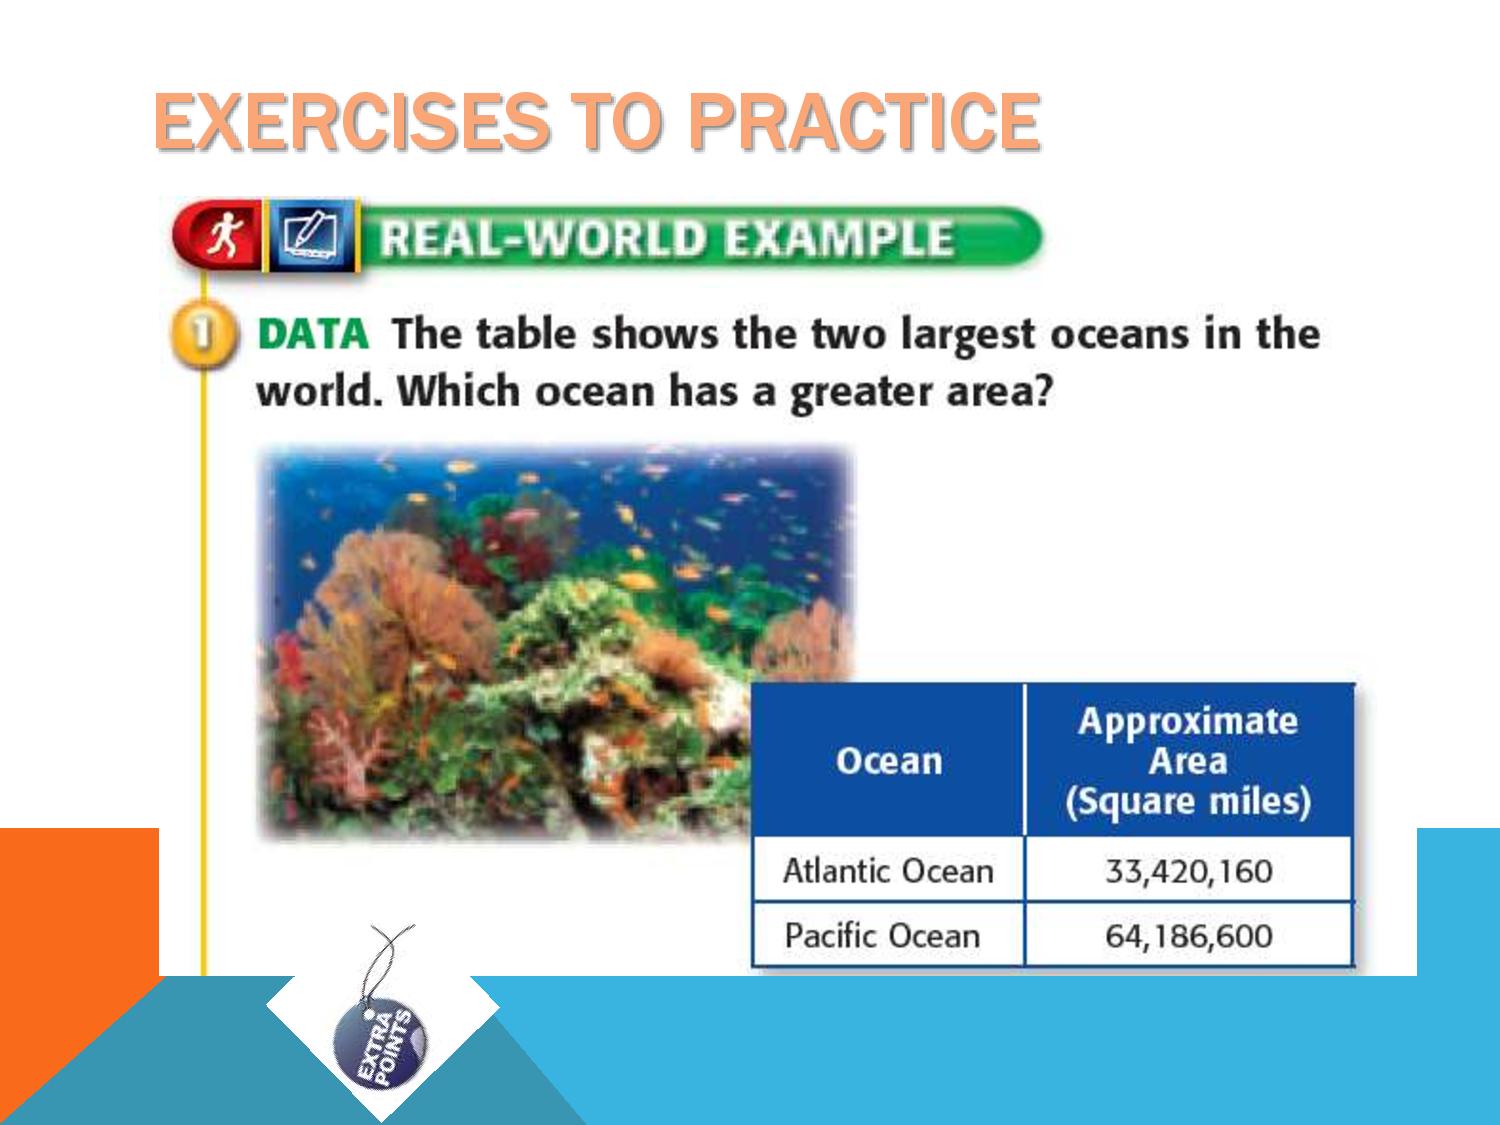 EXERCISES TO PRACTICE
REAL-WORLD EXAMPLE
1 DATA The table shows the two largest oceans in the
world. Which ocean has a greater area?
Ocean
Approximate
Area
(Square miles)
Atlantic Ocean 33,420,160
Pacific Ocean 64,186,600
EXTRA
POINTS